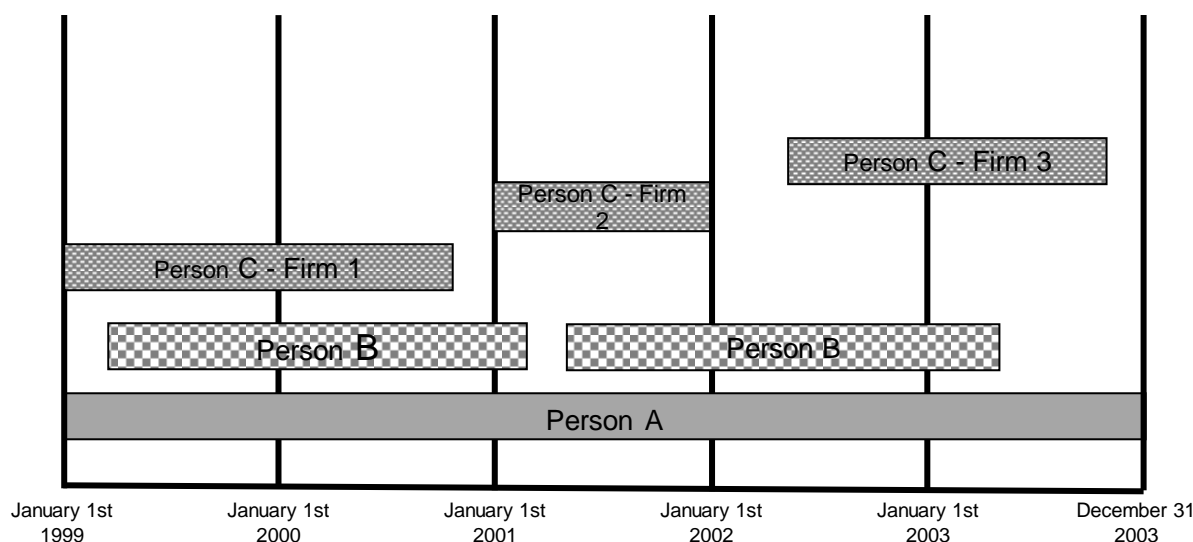 Person C - Firm 3
Person C - Firm
2
Person C - Firm 1
Person B
Person B
Person A
January 1st
1999
January 1st
2000
January 1st
2001
January 1st
2002
January 1st
2003
December 31
2003